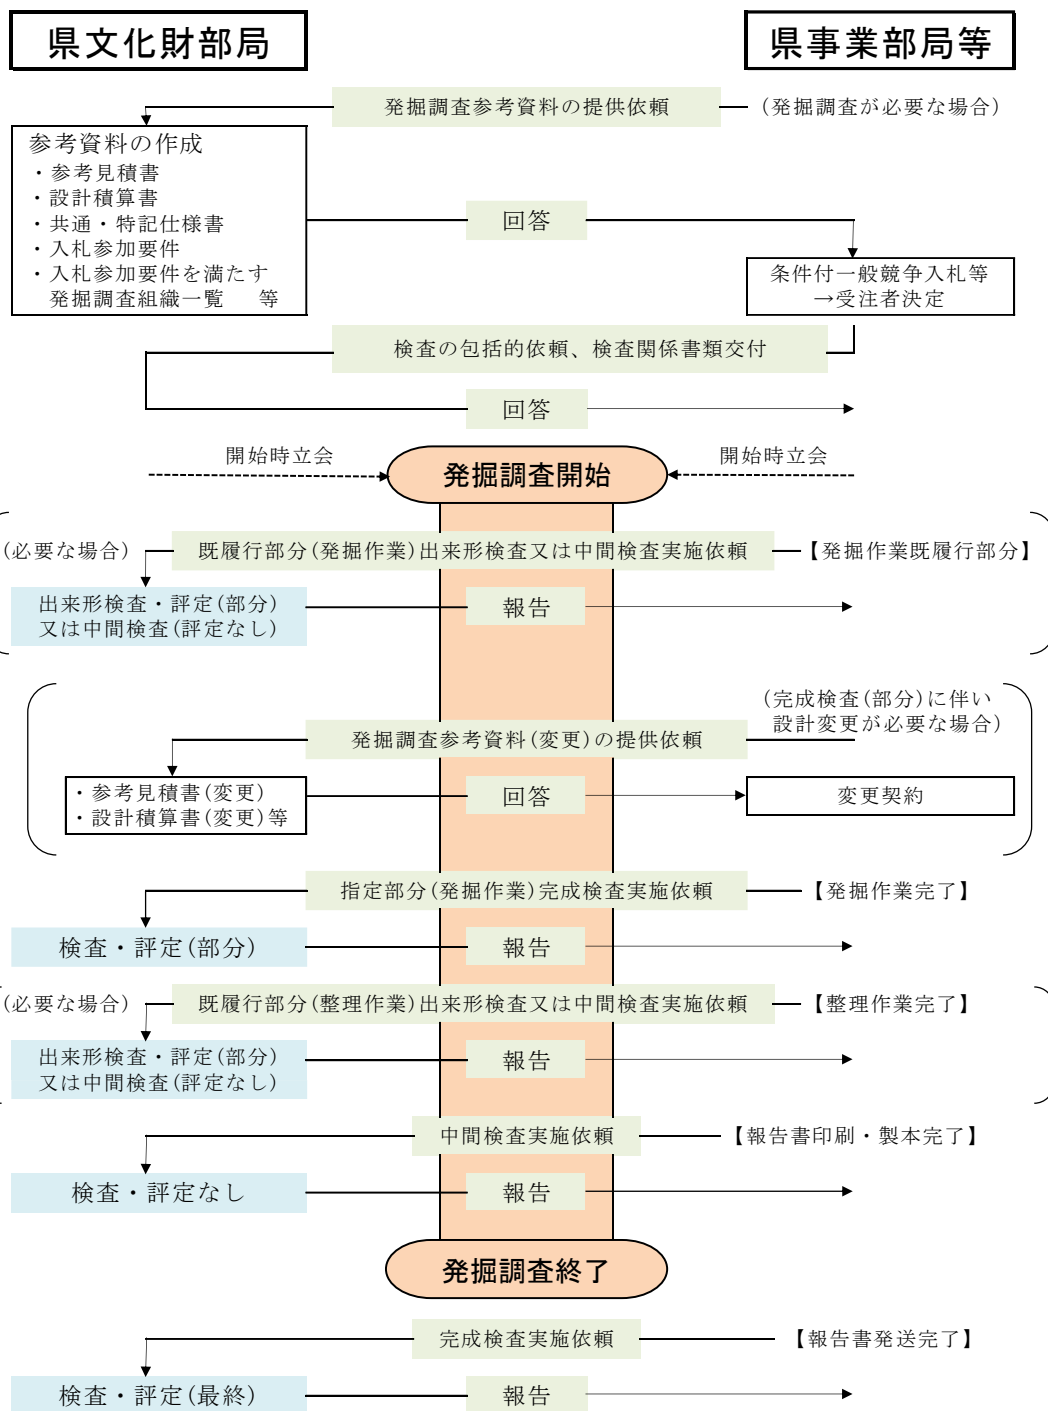 県文化財部局
県事業部局等
発掘調査参考資料の提供依頼
(発掘調査が必要な場合)
参考資料の作成
・参考見積書
・設計積算書
・共通・特記仕様書
・入札参加要件
・入札参加要件を満たす
発掘調査組織一覧　等
回答
条件付一般競争入札等
→受注者決定
検査の包括的依頼、検査関係書類交付
回答
開始時立会
発掘調査開始
開始時立会
(必要な場合)
既履行部分(発掘作業)出来形検査又は中間検査実施依頼
【発掘作業既履行部分】
出来形検査・評定(部分)
又は中間検査(評定なし)
報告
(完成検査(部分)に伴い
設計変更が必要な場合)
発掘調査参考資料(変更)の提供依頼
・参考見積書(変更)
・設計積算書(変更)等
回答
変更契約
指定部分(発掘作業)完成検査実施依頼
【発掘作業完了】
検査・評定(部分)
報告
(必要な場合)
既履行部分(整理作業)出来形検査又は中間検査実施依頼
【整理作業完了】
出来形検査・評定(部分)
又は中間検査(評定なし)
報告
中間検査実施依頼
【報告書印刷・製本完了】
検査・評定なし
報告
発掘調査終了
完成検査実施依頼
【報告書発送完了】
検査・評定(最終)
報告